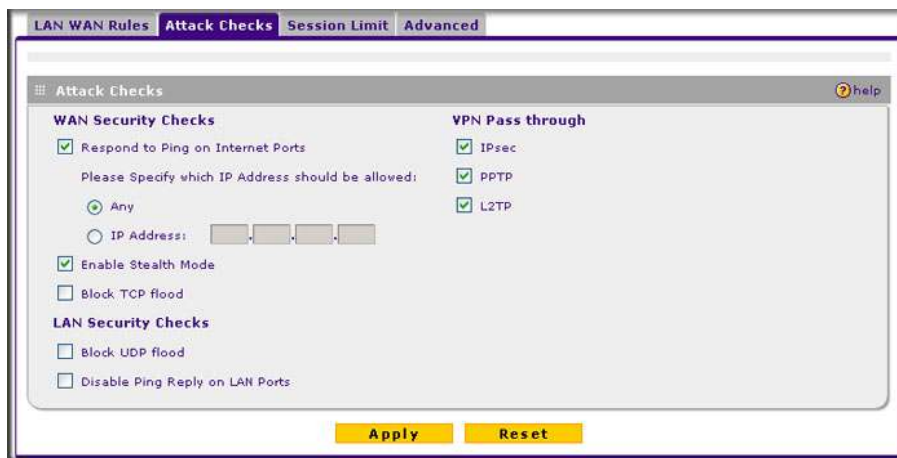 LAN WAN Rules Attack Checks Session Limit Advanced
Attack Checks
help
WAN Security Checks
Respond to Ping on Internet Ports
Please Specify which IP Address should be allowed:
Any
IP Address:
Enable Stealth Mode
Block TCP flood
LAN Security Checks
Block UDP flood
Disable Ping Reply on LAN Ports
VPN Pass through
IPsec
PPTP
L2TP
Apply Reset